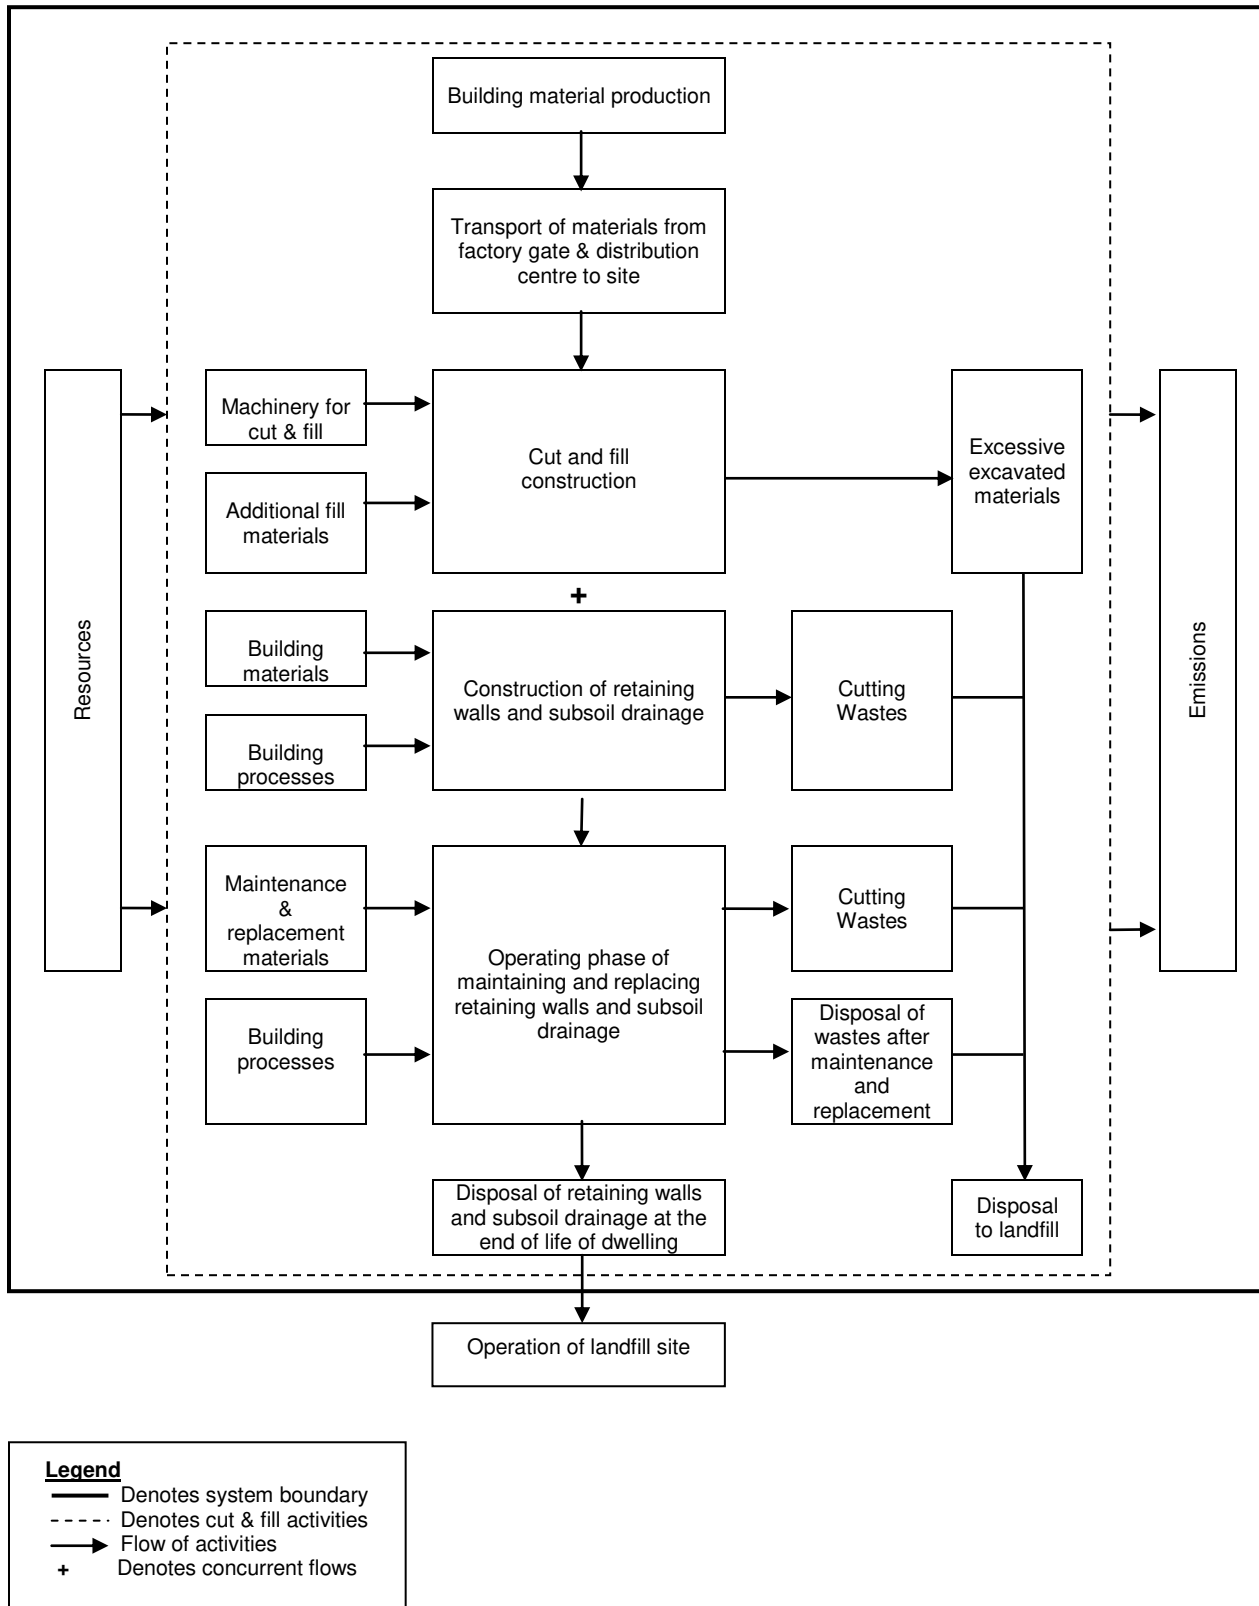 Building material production
Transport of materials from
factory gate & distribution
centre to site
Resources
Machinery for
cut & fill
Additional fill
materials
Cut and fill
construction
Excessive
excavated
materials
Emissions
+
Building
materials
Building
processes
Construction of retaining
walls and subsoil drainage
Cutting
Wastes
Maintenance
&
replacement
materials
Building
processes
Operating phase of
maintaining and replacing
retaining walls and subsoil
drainage
Cutting
Wastes
Disposal of
wastes after
maintenance
and
replacement
Disposal of retaining walls
and subsoil drainage at the
end of life of dwelling
Disposal
to landfill
Operation of landfill site
Legend
Denotes system boundary
Denotes cut & fill activities
Flow of activities
+ Denotes concurrent flows